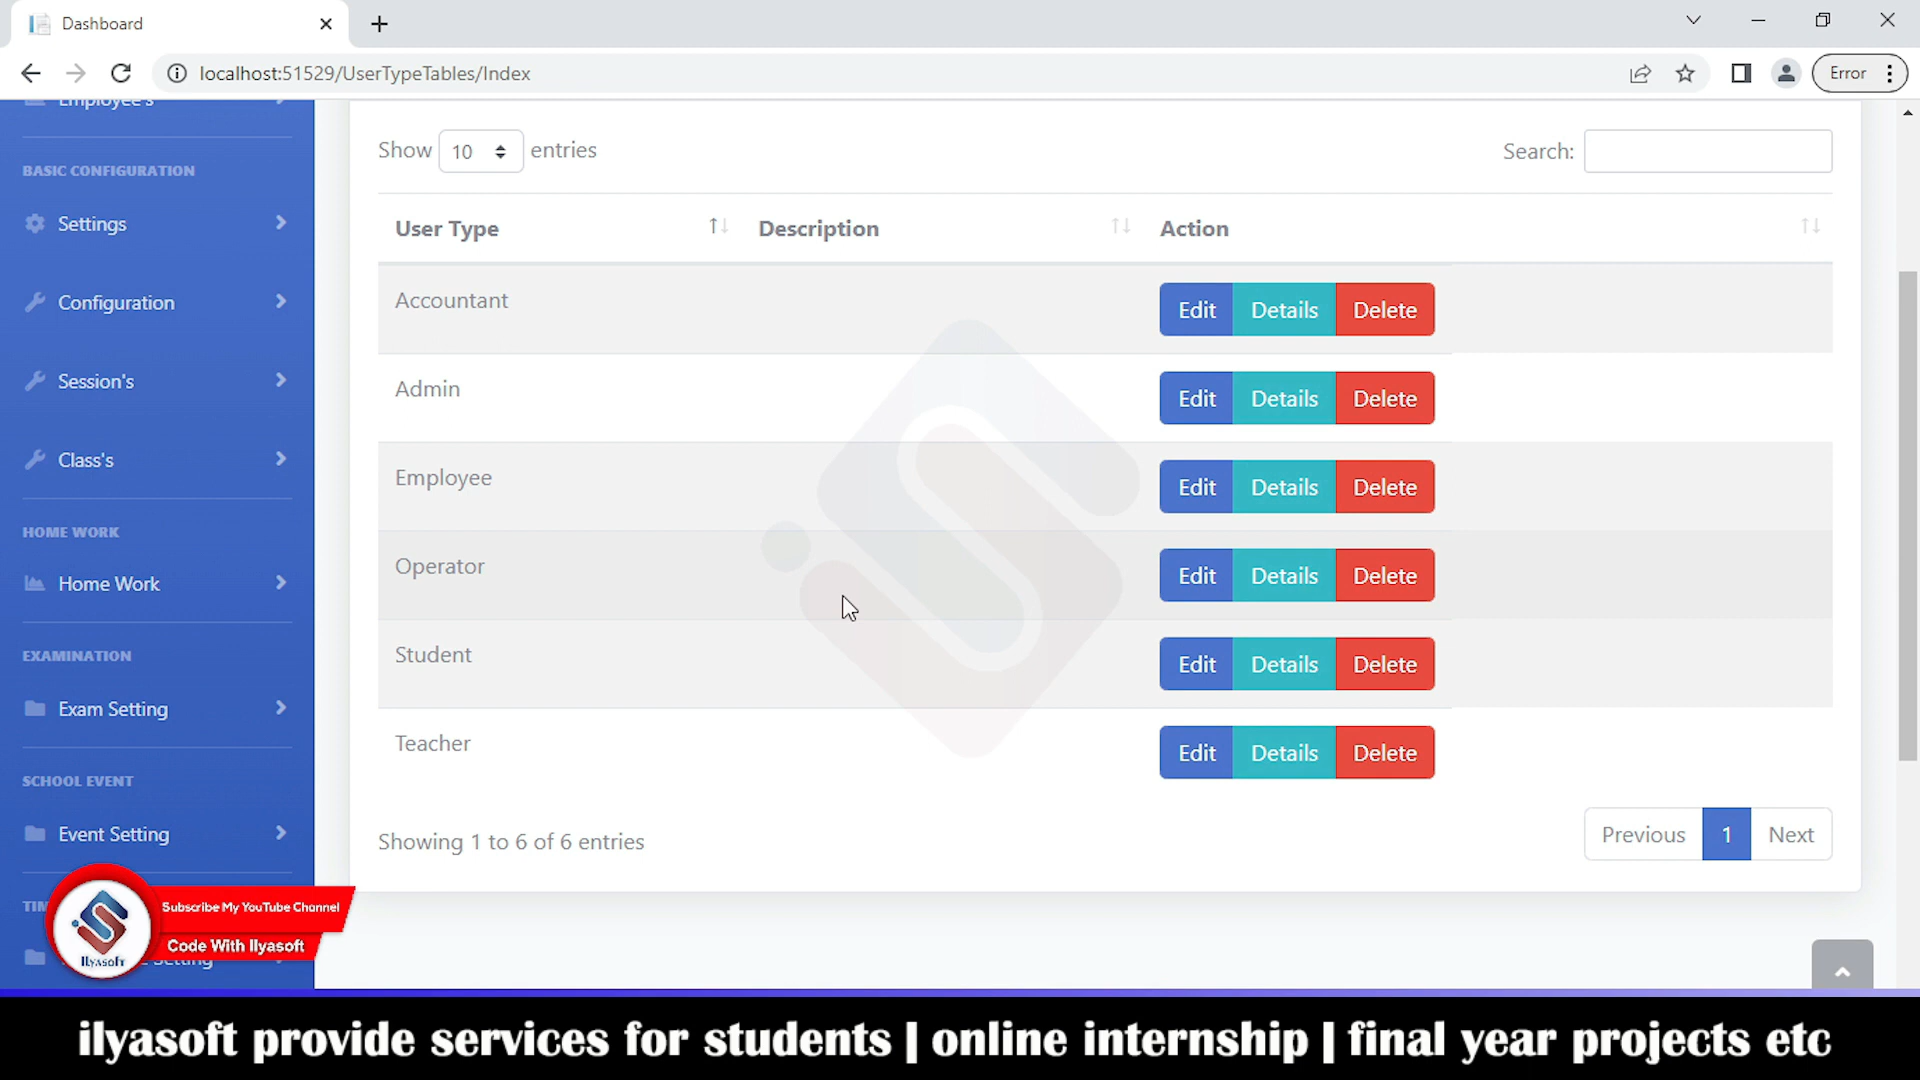 Dashboard
localhost:51529/UserTypeTables/Index
Error
Employee's
BASIC CONFIGURATION
Settings
Configuration
Session's
Class's
HOME WORK
Home Work
EXAMINATION
Exam Setting
SCHOOL EVENT
Event Setting
Show 10 entries
Search:
User Type Description Action
Accountant Edit Details Delete
Admin Edit Details Delete
Employee Edit Details Delete
Operator Edit Details Delete
Student Edit Details Delete
Teacher Edit Details Delete
Showing 1 to 6 of 6 entries
Previous 1 Next
Subscribe My YouTube Channel
Code With Ilyasoft
Ilyasoft
Setting
ilyasoft provide services for students | online internship | final year projects etc